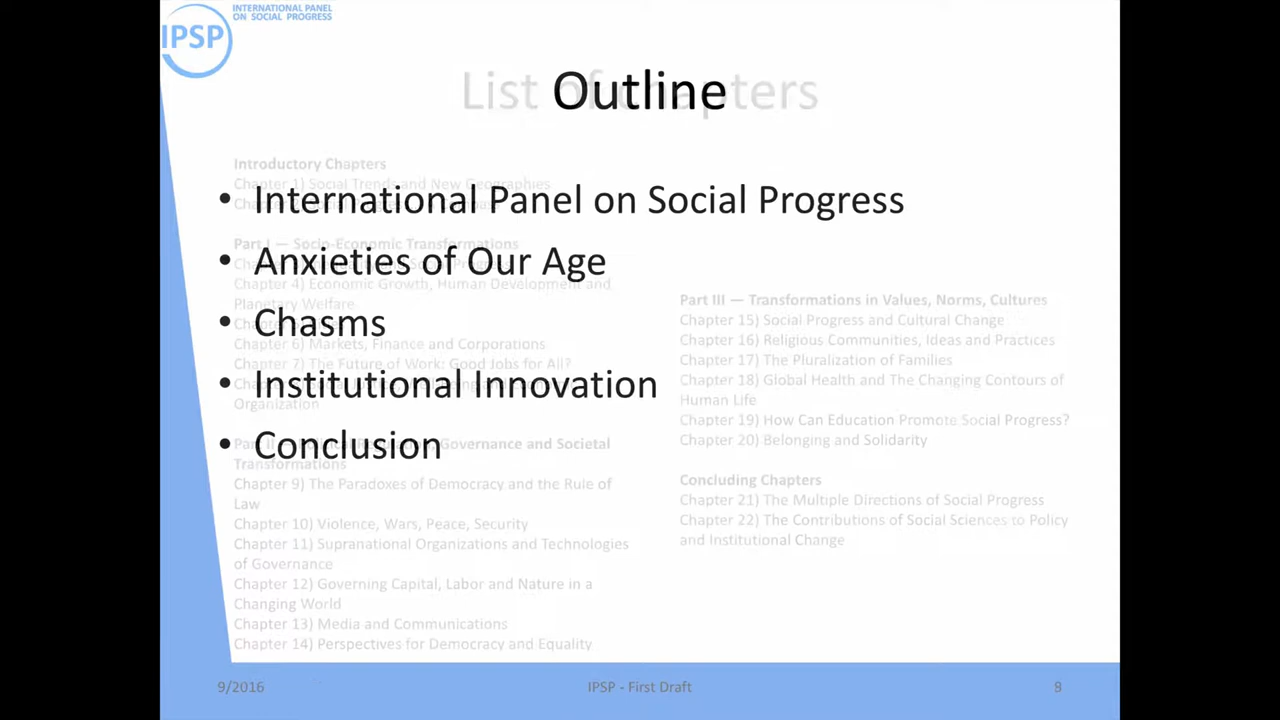 INTERNATIONAL PANEL
ON SOCIAL PROGRESS
IPSP
List of chapters
Outline
• International Panel on Social Progress
• Anxieties of Our Age
• Chasms
• Institutional Innovation
• Conclusion
Introductory Chapters
Chapter 1) Social Trends and New Geographies
Part I — Socio-Economic Transformations
Chapter 4) Economic Growth, Human Development and
Planetary Welfare
Chapter 6) Markets, Finance and Corporations
Chapter 7) The Future of Work: Good Jobs for All?
Organization
Governance and Societal
Transformations
Chapter 9) The Paradoxes of Democracy and the Rule of
Law
Chapter 10) Violence, Wars, Peace, Security
Chapter 11) Supranational Organizations and Technologies
of Governance
Chapter 12) Governing Capital, Labor and Nature in a
Changing World
Chapter 13) Media and Communications
Chapter 14) Perspectives for Democracy and Equality
Part III — Transformations in Values, Norms, Cultures
Chapter 15) Social Progress and Cultural Change
Chapter 16) Religious Communities, Ideas and Practices
Chapter 17) The Pluralization of Families
Chapter 18) Global Health and The Changing Contours of
Human Life
Chapter 19) How Can Education Promote Social Progress?
Chapter 20) Belonging and Solidarity
Concluding Chapters
Chapter 21) The Multiple Directions of Social Progress
Chapter 22) The Contributions of Social Sciences to Policy
and Institutional Change
9/2016
IPSP - First Draft